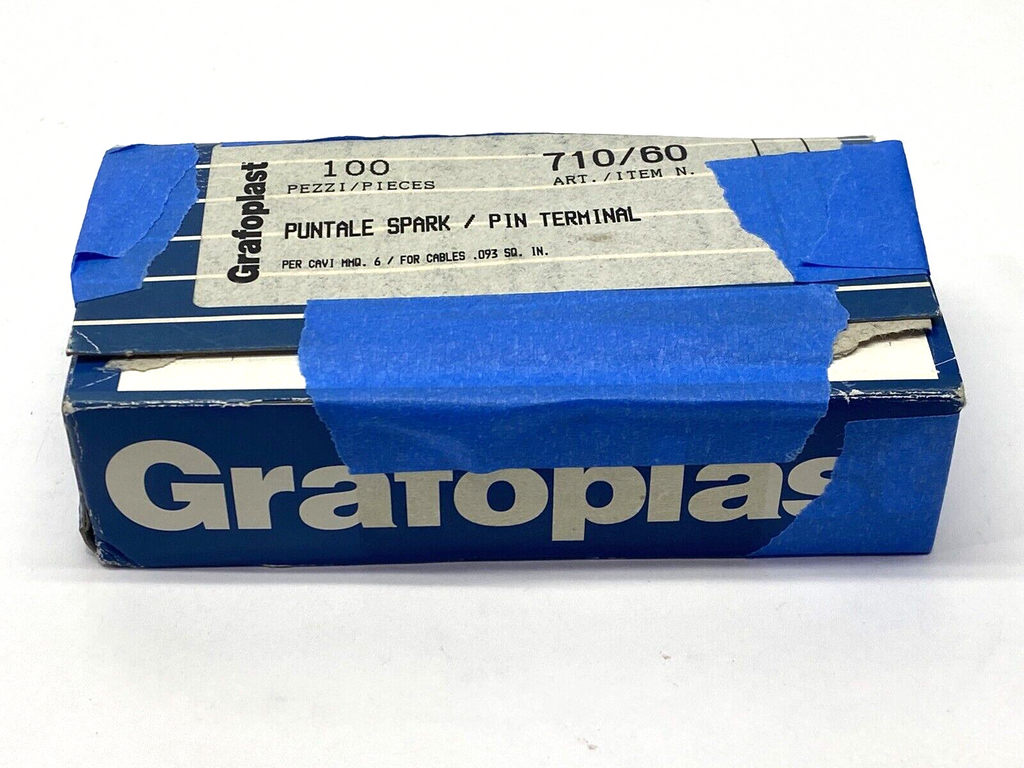 Grafoplast
100
PEZZI/PIECES
710/60
ART./ITEM N.
PUNTALE SPARK / PIN TERMINAL
PER CAVI MMQ. 6 / FOR CABLES .093 SQ. IN.
Grafoplas